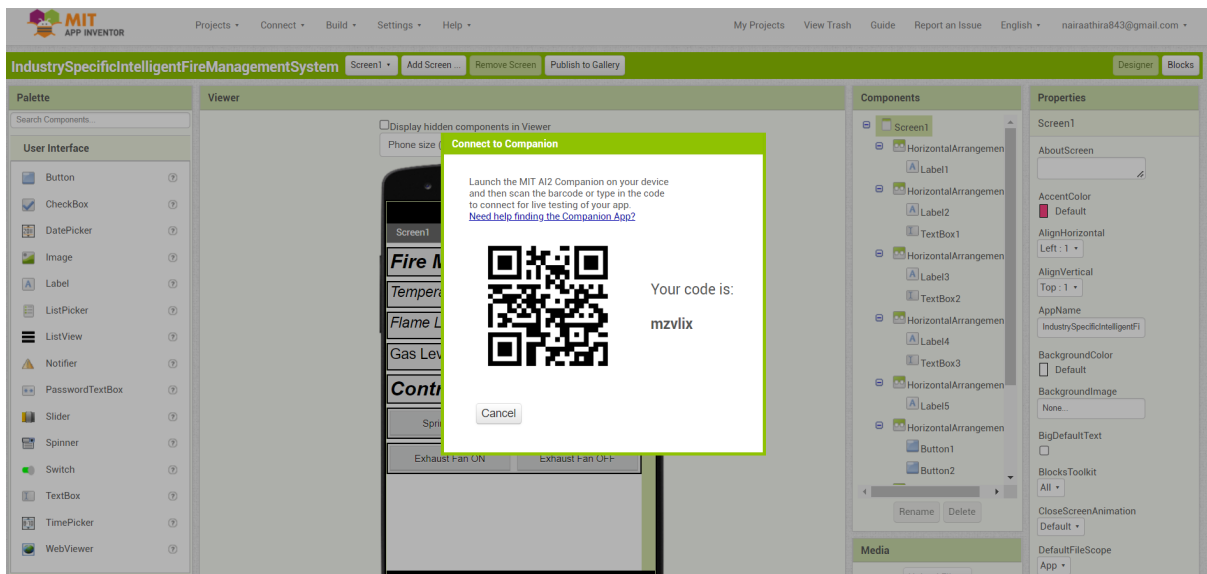 MIT
APP INVENTOR
Projects Connect Build Settings Help My Projects View Trash Guide Report an Issue English nairaathira843@gmail.com
IndustrySpecificIntelligentFireManagementSystem Screen1 Add Screen ... Remove Screen Publish to Gallery Designer Blocks
Palette
Search Components...
User Interface
Button
CheckBox
DatePicker
Image
Label
ListPicker
ListView
Notifier
PasswordTextBox
Slider
Spinner
Switch
TextBox
TimePicker
WebViewer
Viewer
Display hidden components in Viewer
Phone size (
Screen1
Fire
Tempera
Flame L
Gas Lev
Contr
Spri
Exhaust Fan ON Exhaust Fan OFF
Connect to Companion
Launch the MIT AI2 Companion on your device
and then scan the barcode or type in the code
to connect for live testing of your app.
Need help finding the Companion App?
Your code is:
mzvlix
Cancel
Components
Screen1
HorizontalArrangemen
Label1
HorizontalArrangemen
Label2
TextBox1
HorizontalArrangemen
Label3
TextBox2
HorizontalArrangemen
Label4
TextBox3
HorizontalArrangemen
Label5
HorizontalArrangemen
Button1
Button2
Rename Delete
Media
Properties
Screen1
AboutScreen
AccentColor
Default
AlignHorizontal
Left : 1
AlignVertical
Top : 1
AppName
IndustrySpecificIntelligentFi
BackgroundColor
Default
BackgroundImage
None...
BigDefaultText
BlocksToolkit
All
CloseScreenAnimation
Default
DefaultFileScope
App